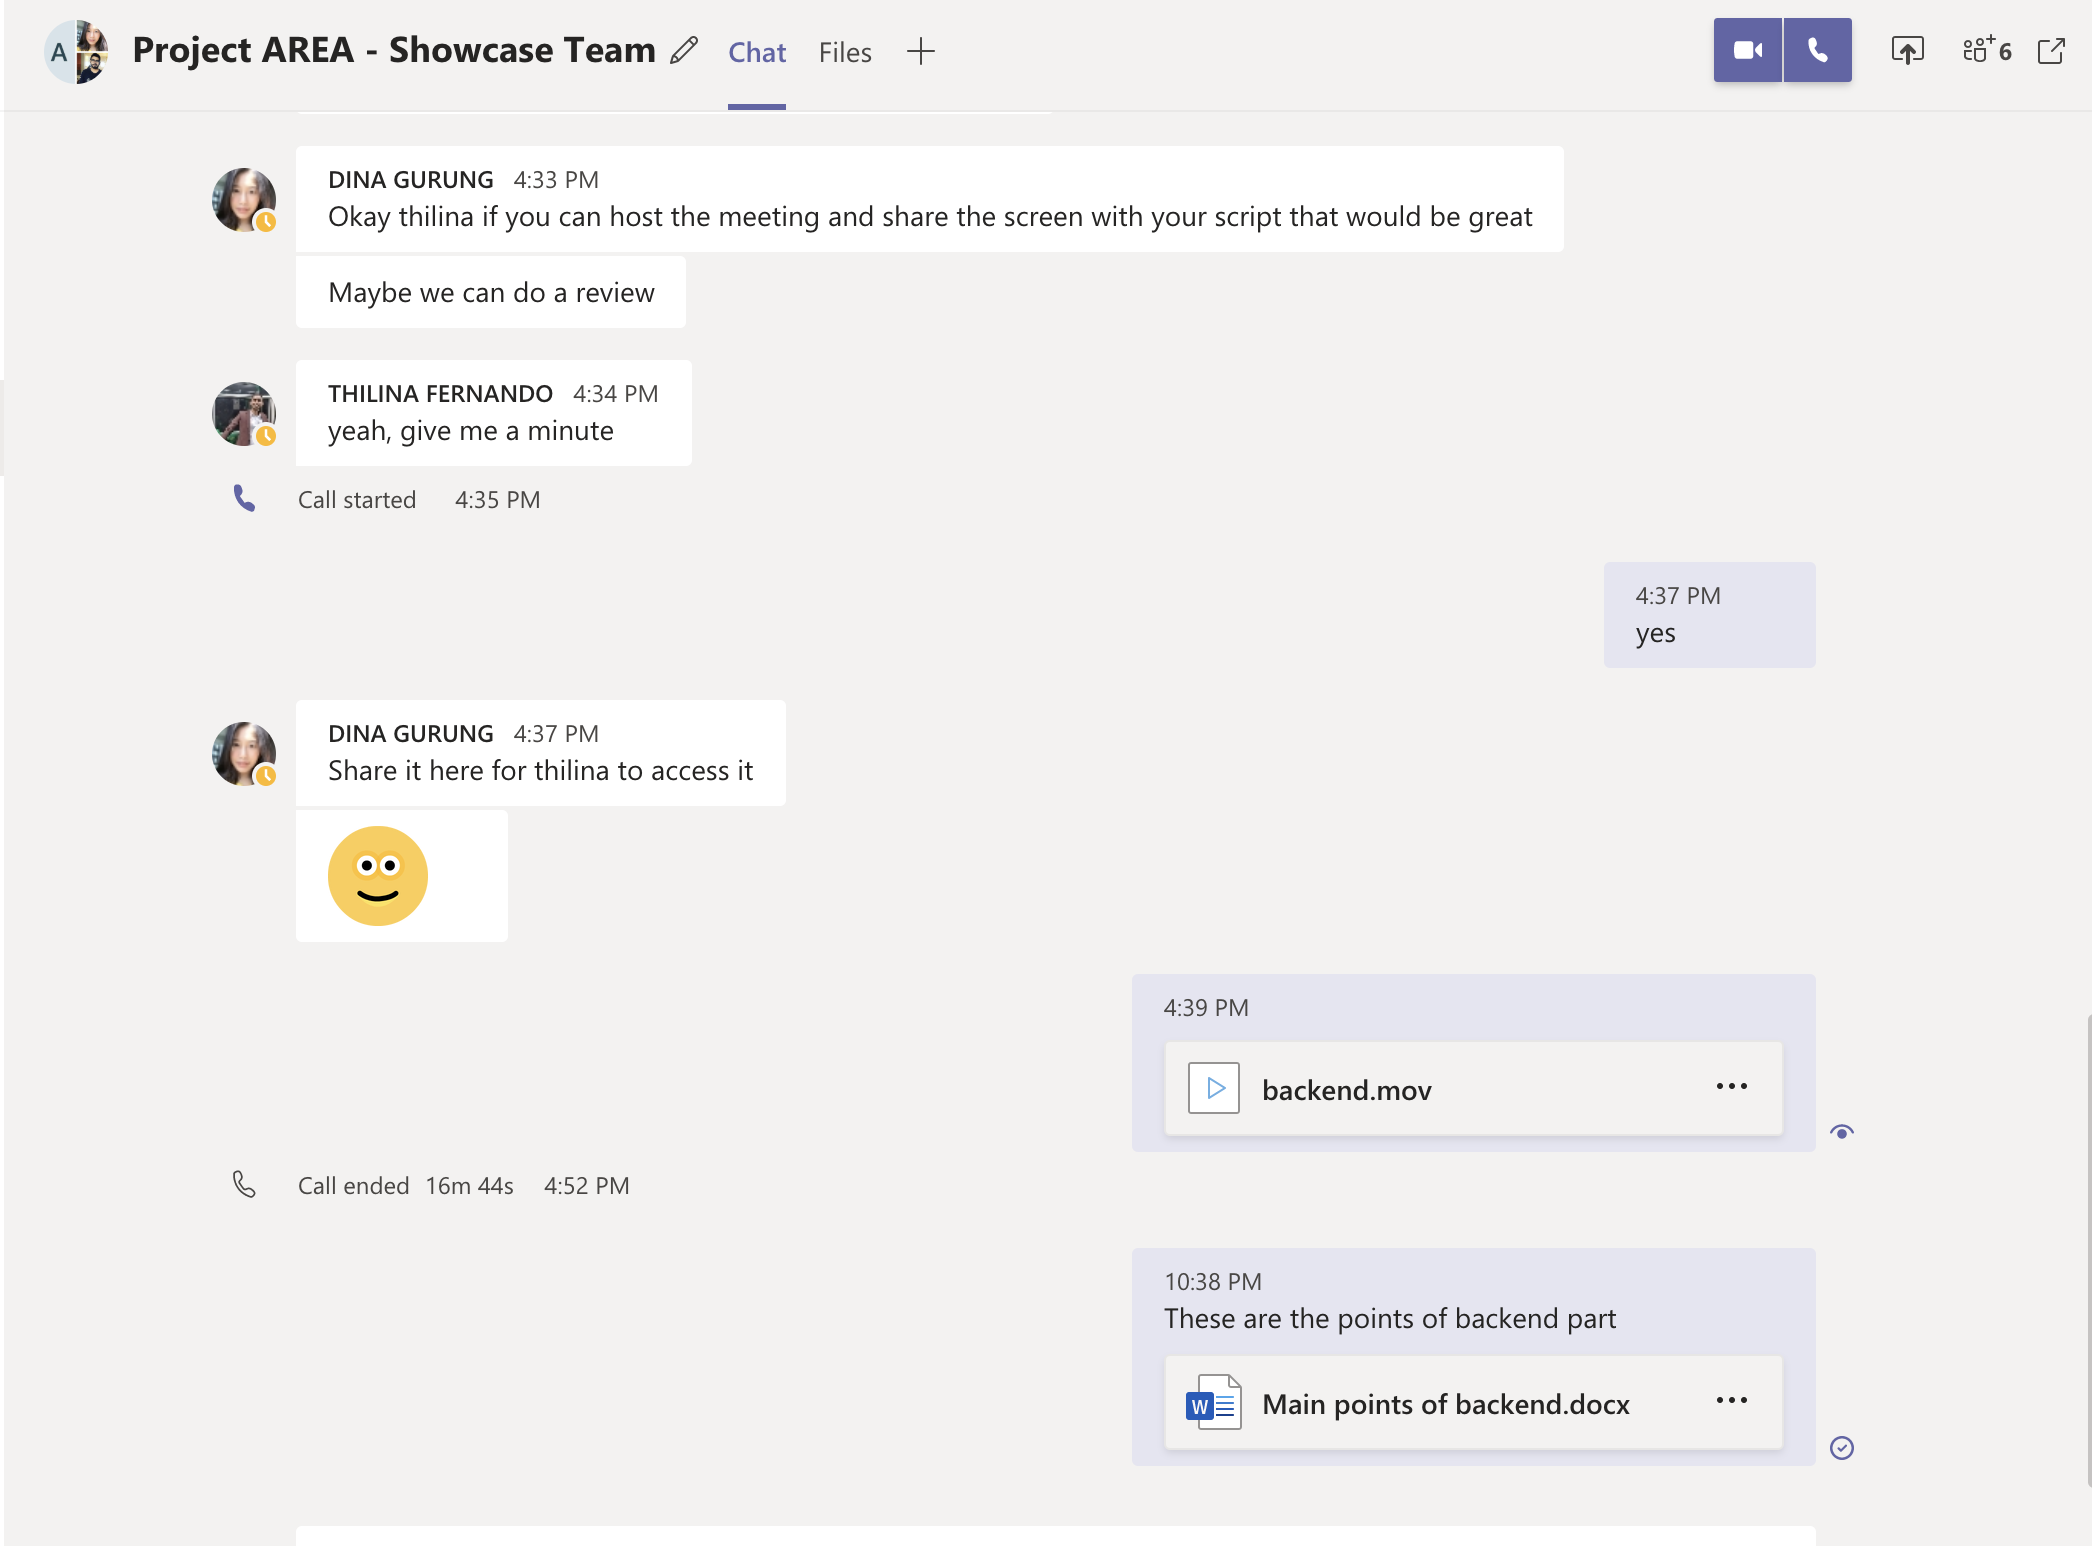 A
Project AREA - Showcase Team Chat Files 6
DINA GURUNG 4:33 PM
Okay thilina if you can host the meeting and share the screen with your script that would be great
Maybe we can do a review
THILINA FERNANDO 4:34 PM
yeah, give me a minute
Call started 4:35 PM
4:37 PM
yes
DINA GURUNG 4:37 PM
Share it here for thilina to access it
4:39 PM
backend.mov
Call ended 16m 44s 4:52 PM
10:38 PM
These are the points of backend part
W Main points of backend.docx